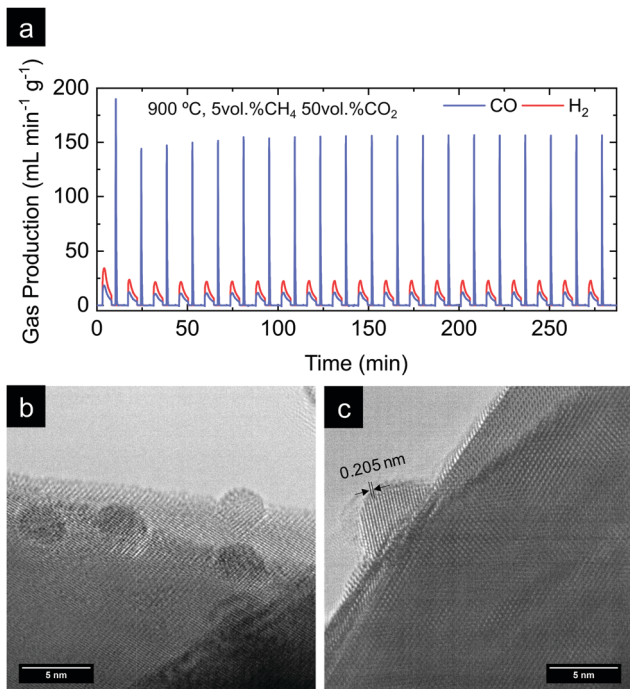 a
200
150
100
50
0
Gas Production (mL min⁻¹ g⁻¹)
900 ºC, 5vol.%CH₄ 50vol.%CO₂
CO
H₂
0 50 100 150 200 250
Time (min)
b
5 nm
c
0.205 nm
5 nm